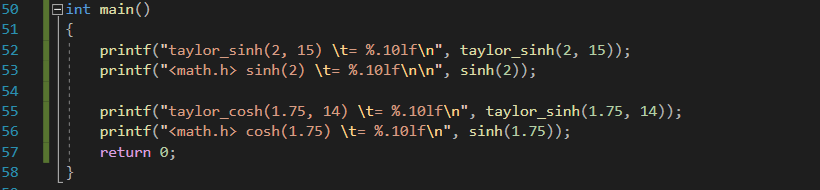 50 int main()
51 {
52 printf("taylor_sinh(2, 15) \t= %.10lf\n", taylor_sinh(2, 15));
53 printf("<math.h> sinh(2) \t= %.10lf\n\n", sinh(2));
54
55 printf("taylor_cosh(1.75, 14) \t= %.10lf\n", taylor_sinh(1.75, 14));
56 printf("<math.h> cosh(1.75) \t= %.10lf\n", sinh(1.75));
57 return 0;
58 }